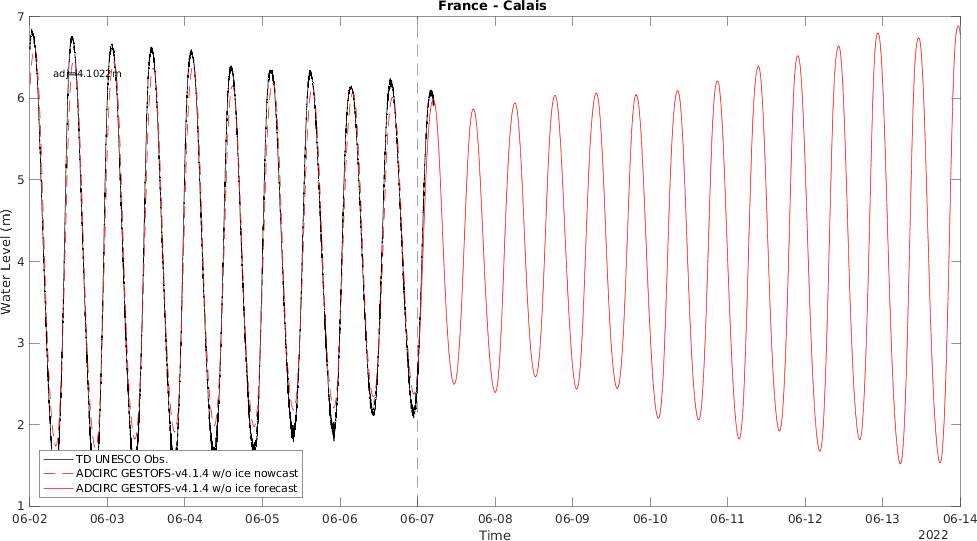 France - Calais
7
6
5
4
3
2
1
Water Level (m)
adj=4.1022m
TD UNESCO Obs.
ADCIRC GESTOFS-v4.1.4 w/o ice nowcast
ADCIRC GESTOFS-v4.1.4 w/o ice forecast
06-02 06-03 06-04 06-05 06-06 06-07 06-08 06-09 06-10 06-11 06-12 06-13 06-14
Time
2022